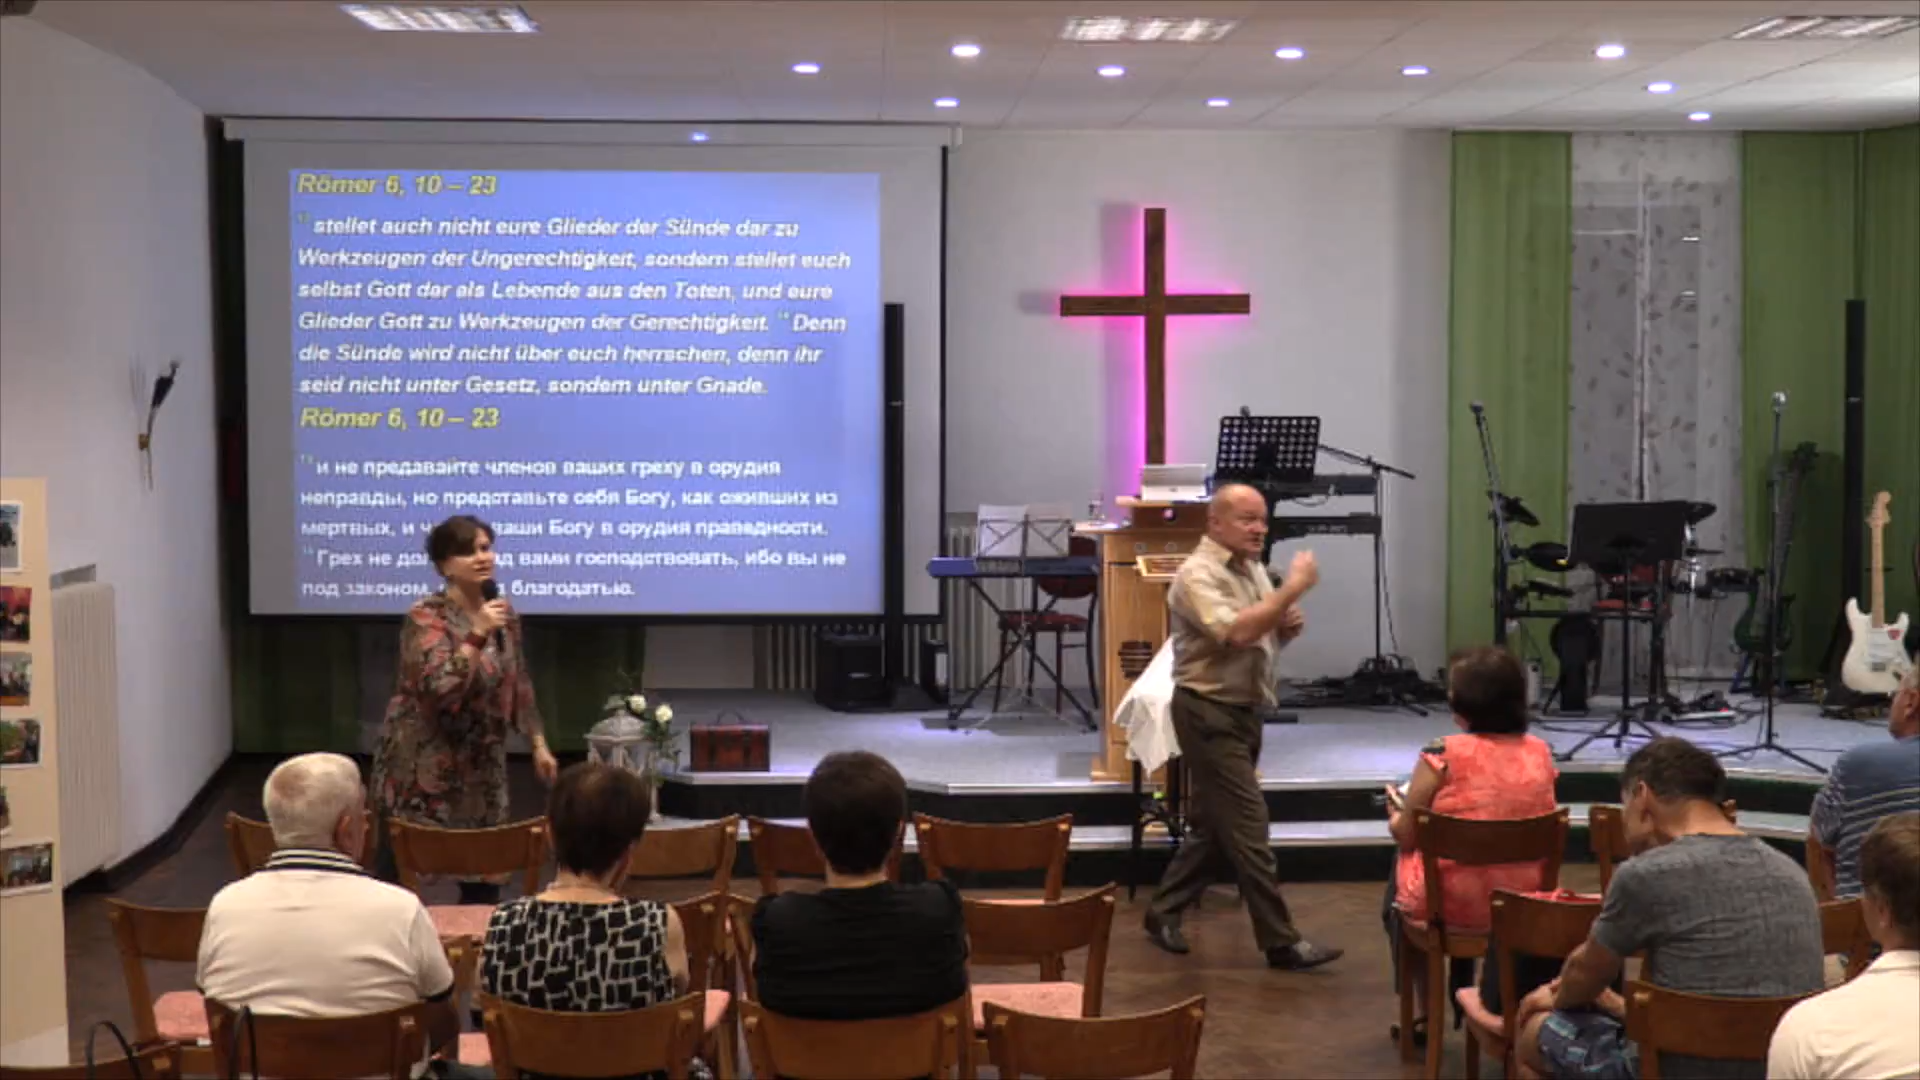 Römer 6, 10 – 23
13 stellet auch nicht eure Glieder der Sünde dar zu
Werkzeugen der Ungerechtigkeit, sondern stellet euch
selbst Gott dar als Lebende aus den Toten, und eure
Glieder Gott zu Werkzeugen der Gerechtigkeit. 14 Denn
die Sünde wird nicht über euch herrschen, denn ihr
seid nicht unter Gesetz, sondern unter Gnade.
Römer 6, 10 – 23
13 и не предавайте членов ваших греху в орудия
неправды, но представьте себя Богу, как оживших из
мертвых, и ваши Богу в орудия праведности.
14 Грех не вами господствовать, ибо вы не
под законом, благодатью.
YAMAHA